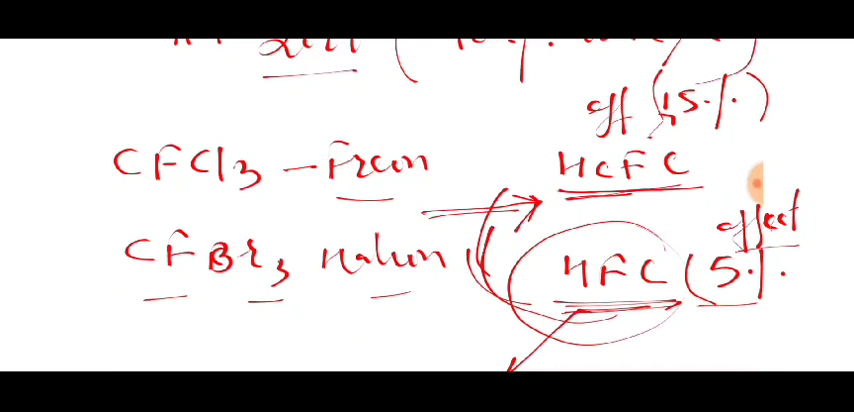 eff (15%)
CFCl3 - Freon HCFC
effect
CFBr3 Halon HFC (5%.